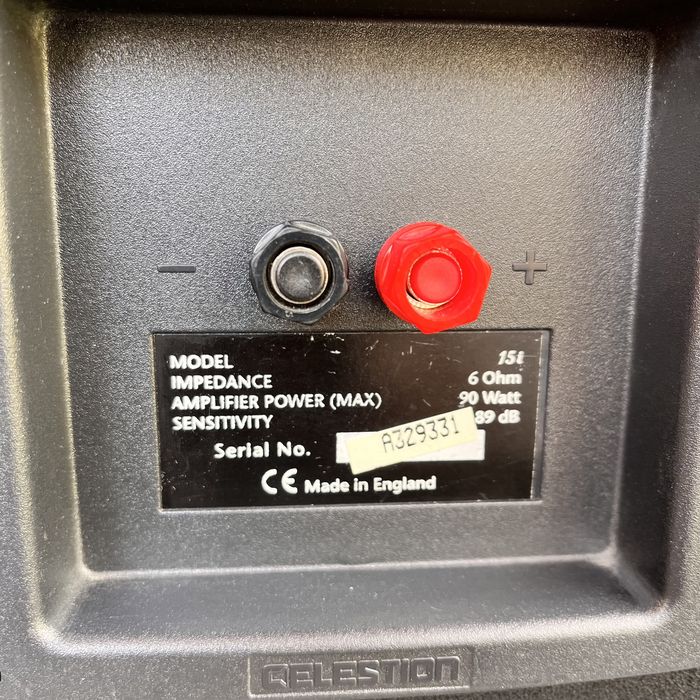 − +
MODEL 15i
IMPEDANCE 6 Ohm
AMPLIFIER POWER (MAX) 90 Watt
SENSITIVITY 89 dB
Serial No. A329331
CE Made in England
CELESTION